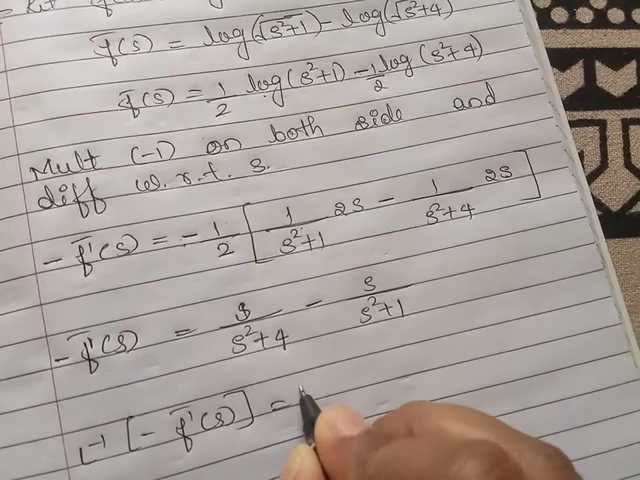 f̄(s) = log(√s²+1) - log(√s²+4)
f̄(s) = 1/2 log(s²+1) - 1/2 log(s²+4)
Mult (-1) on both side and
diff w.r.t. s.
- f̄'(s) = - 1/2 [ 1/s²+1 2s - 1/s²+4 2s ]
- f̄'(s) = s/s²+4 - s/s²+1
L⁻¹ [ - f̄'(s) ] =